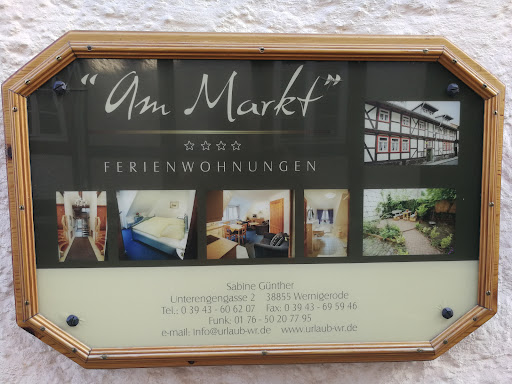 "Am Markt"
FERIENWOHNUNGEN
Sabine Günther
Unterengengasse 2 38855 Wernigerode
Tel.: 0 39 43 - 60 62 07 Fax: 0 39 43 - 69 59 46
Funk: 01 76 - 50 20 77 95
e-mail: info@urlaub-wr.de www.urlaub-wr.de